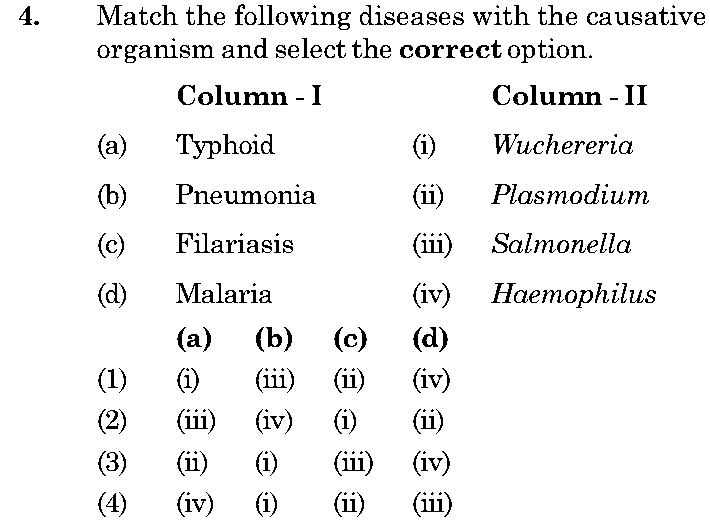 4. Match the following diseases with the causative
organism and select the correct option.
Column - I Column - II
(a) Typhoid (i) Wuchereria
(b) Pneumonia (ii) Plasmodium
(c) Filariasis (iii) Salmonella
(d) Malaria (iv) Haemophilus
(a) (b) (c) (d)
(1) (i) (iii) (ii) (iv)
(2) (iii) (iv) (i) (ii)
(3) (ii) (i) (iii) (iv)
(4) (iv) (i) (ii) (iii)